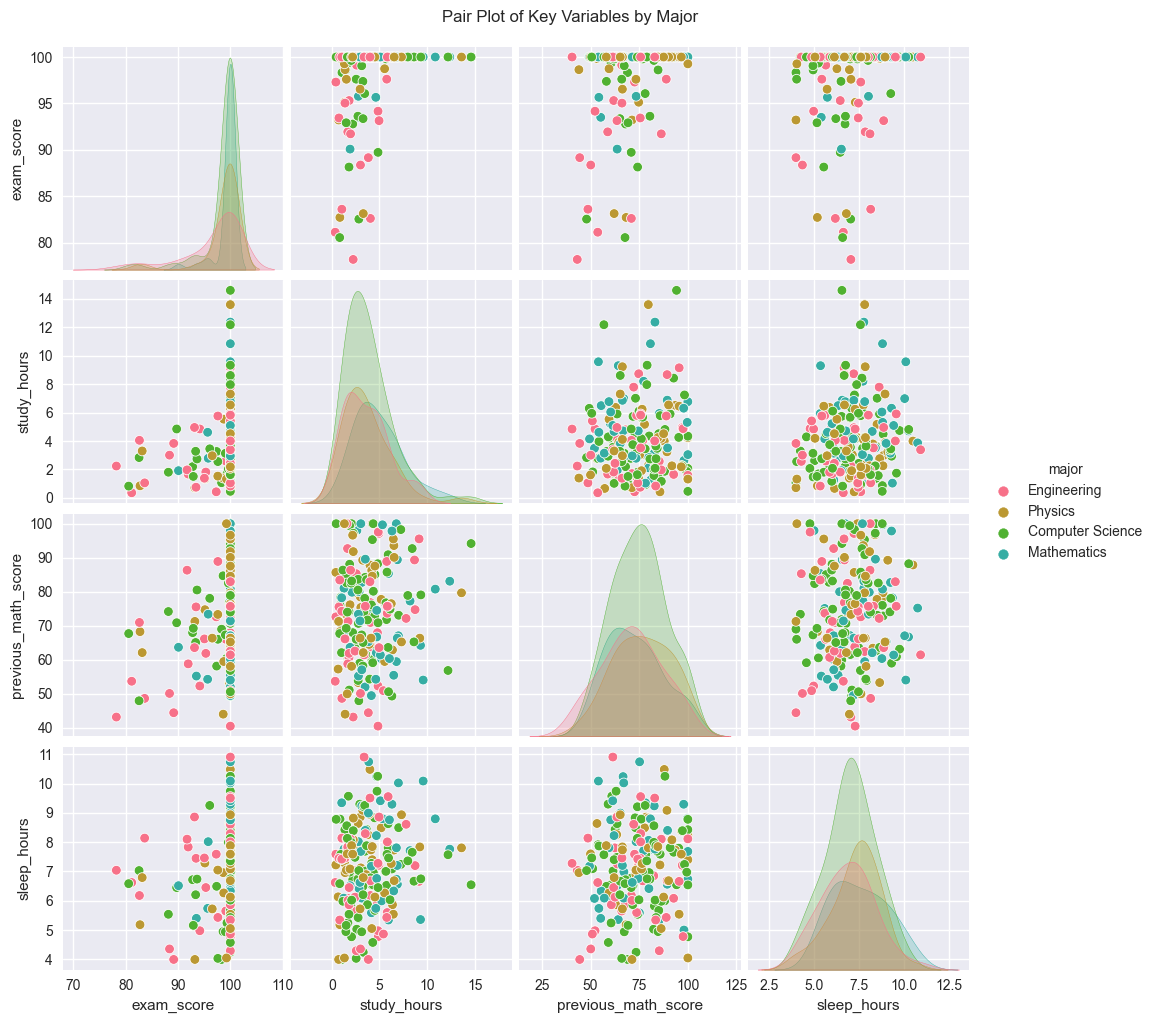 Pair Plot of Key Variables by Major
exam_score
100
95
90
85
80
study_hours
14
12
10
8
6
4
2
0
previous_math_score
100
90
80
70
60
50
40
sleep_hours
11
10
9
8
7
6
5
4
70 80 90 100 110
exam_score
0 5 10 15
study_hours
25 50 75 100 125
previous_math_score
2.5 5.0 7.5 10.0 12.5
sleep_hours
major
Engineering
Physics
Computer Science
Mathematics